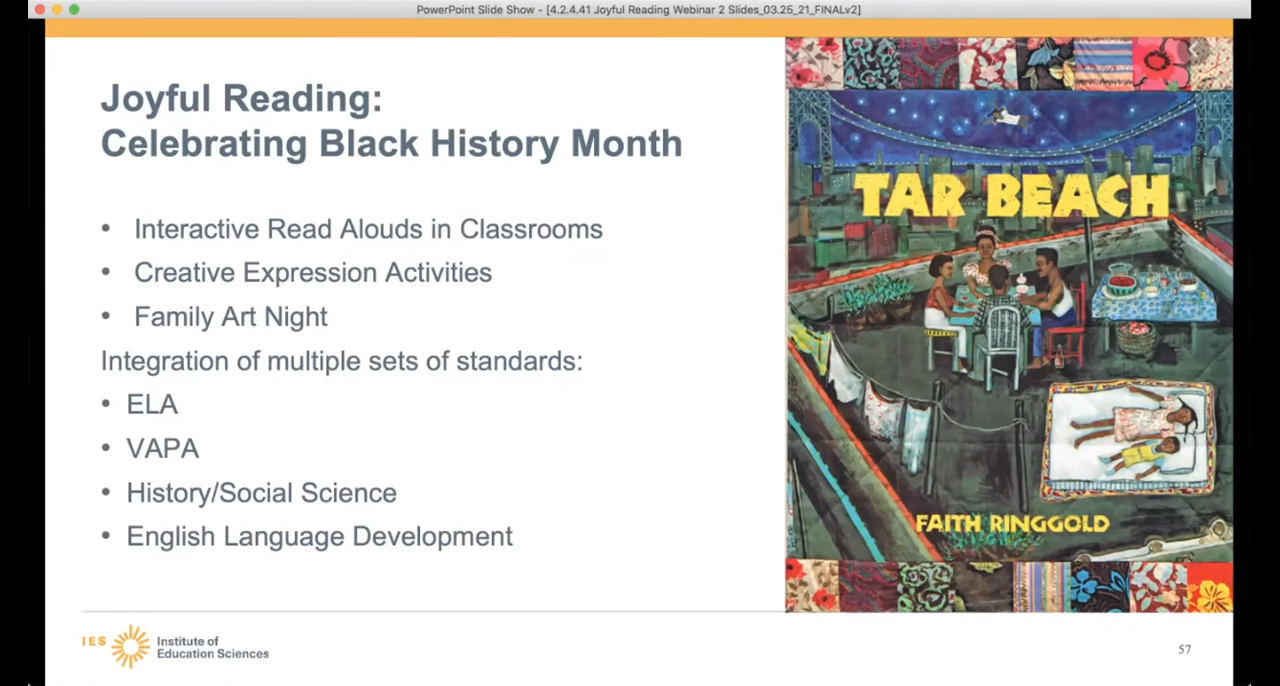 PowerPoint Slide Show - [4.2.4.41 Joyful Reading Webinar 2 Slides_03.25_21_FINALv2]
Joyful Reading:
Celebrating Black History Month
• Interactive Read Alouds in Classrooms
• Creative Expression Activities
• Family Art Night
Integration of multiple sets of standards:
• ELA
• VAPA
• History/Social Science
• English Language Development
TAR BEACH
FAITH RINGGOLD
IES
Institute of
Education Sciences
57